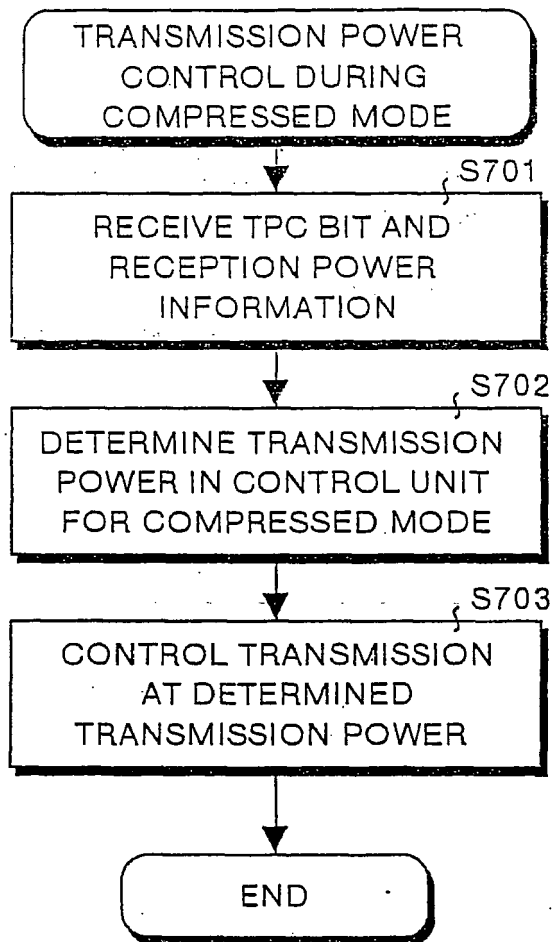 TRANSMISSION POWER
CONTROL DURING
COMPRESSED MODE
S701
RECEIVE TPC BIT AND
RECEPTION POWER
INFORMATION
S702
DETERMINE TRANSMISSION
POWER IN CONTROL UNIT
FOR COMPRESSED MODE
S703
CONTROL TRANSMISSION
AT DETERMINED
TRANSMISSION POWER
END